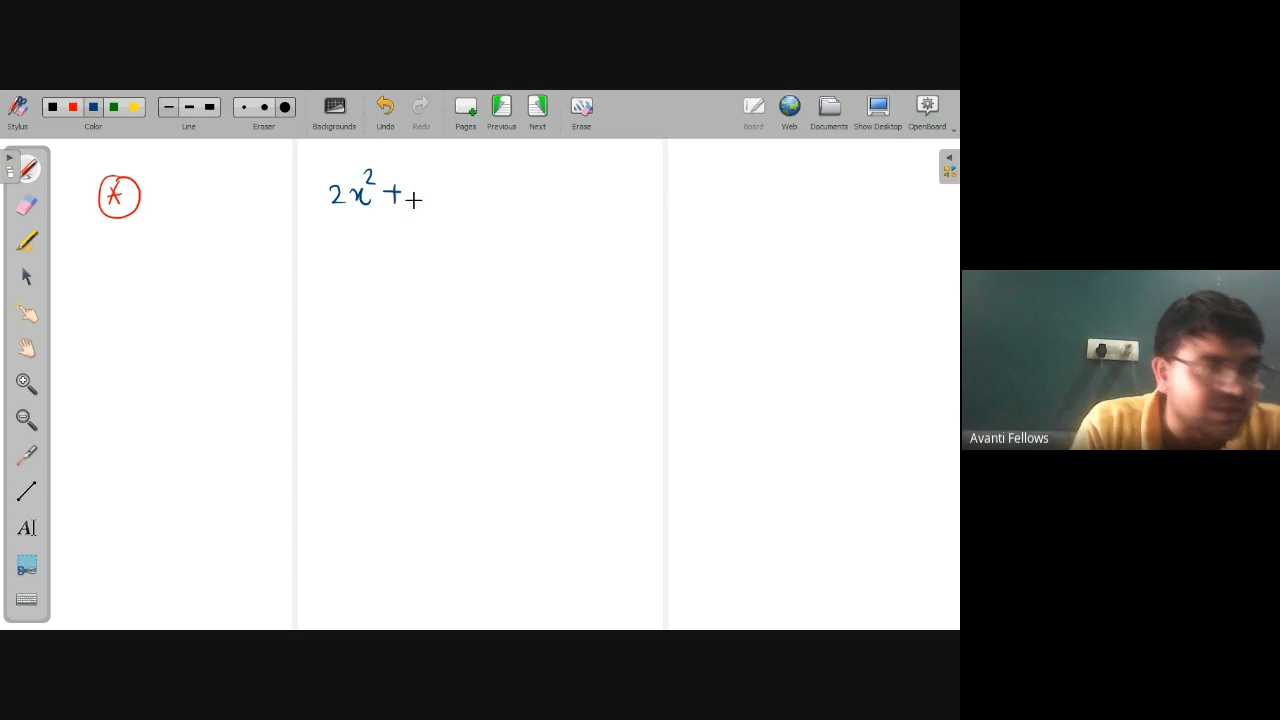 Stylus
Color
Line
Eraser
Backgrounds
Undo
Redo
Pages
Previous
Next
Erase
Board
Web
Documents
Show Desktop
OpenBoard
2x² +
AI
Avanti Fellows